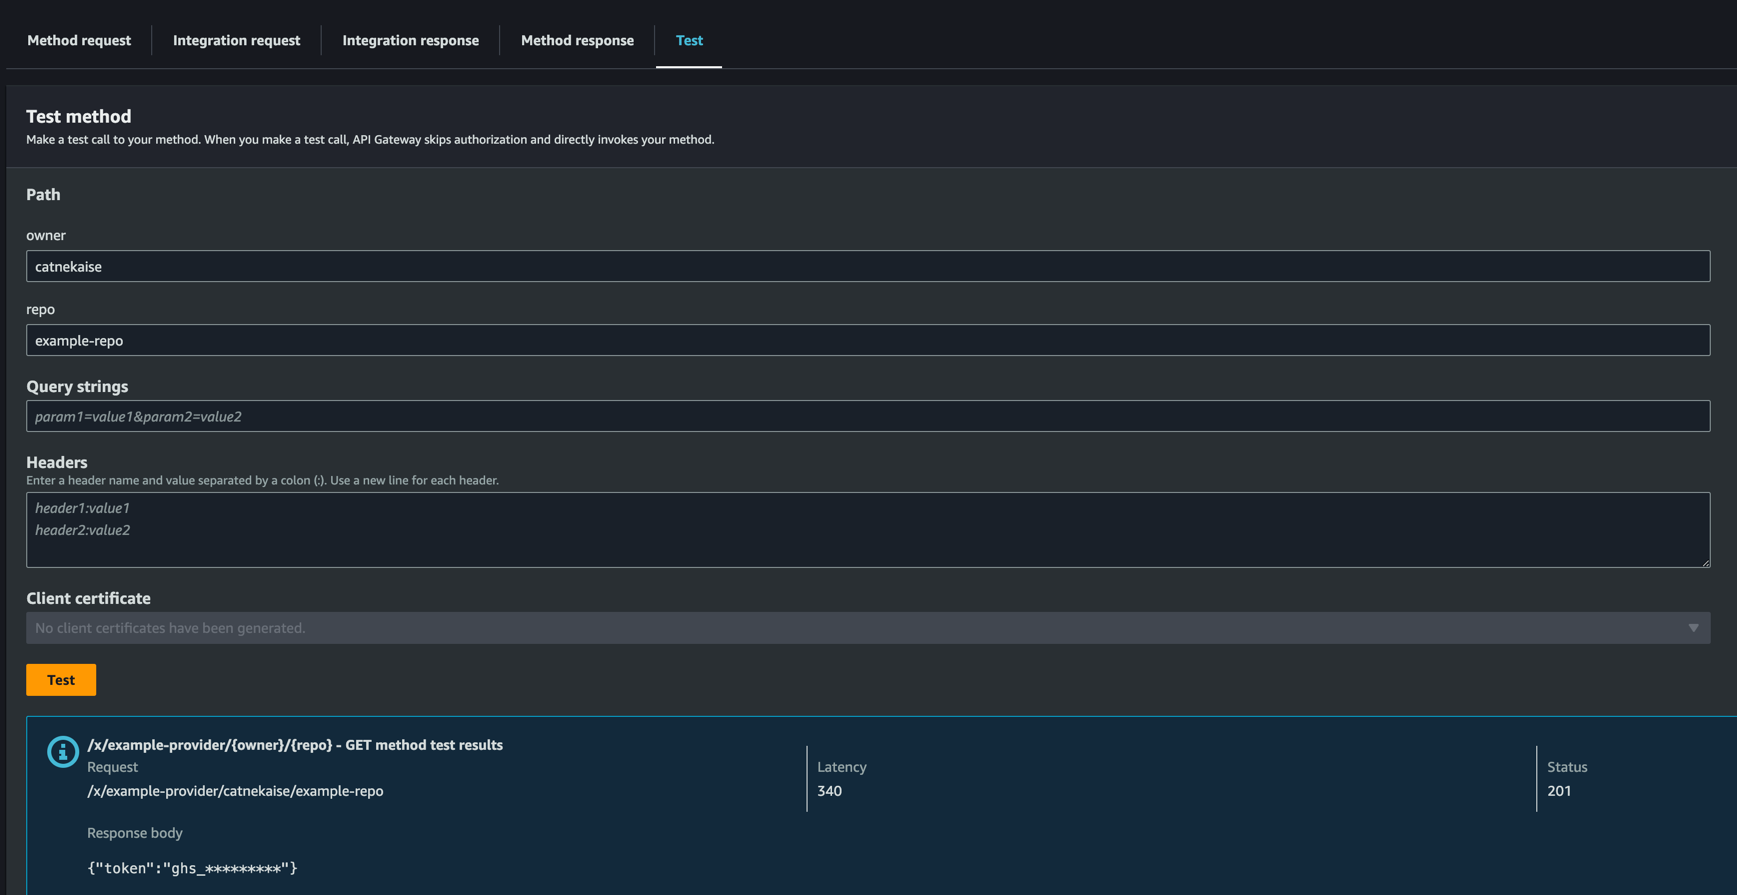 Method request
Integration request
Integration response
Method response
Test
Test method
Make a test call to your method. When you make a test call, API Gateway skips authorization and directly invokes your method.
Path
owner
catnekaise
repo
example-repo
Query strings
param1=value1&param2=value2
Headers
Enter a header name and value separated by a colon (:). Use a new line for each header.
header1:value1
header2:value2
Client certificate
No client certificates have been generated.
Test
/x/example-provider/{owner}/{repo} - GET method test results
Request
/x/example-provider/catnekaise/example-repo
Latency
340
Status
201
Response body
{"token":"ghs_*********"}